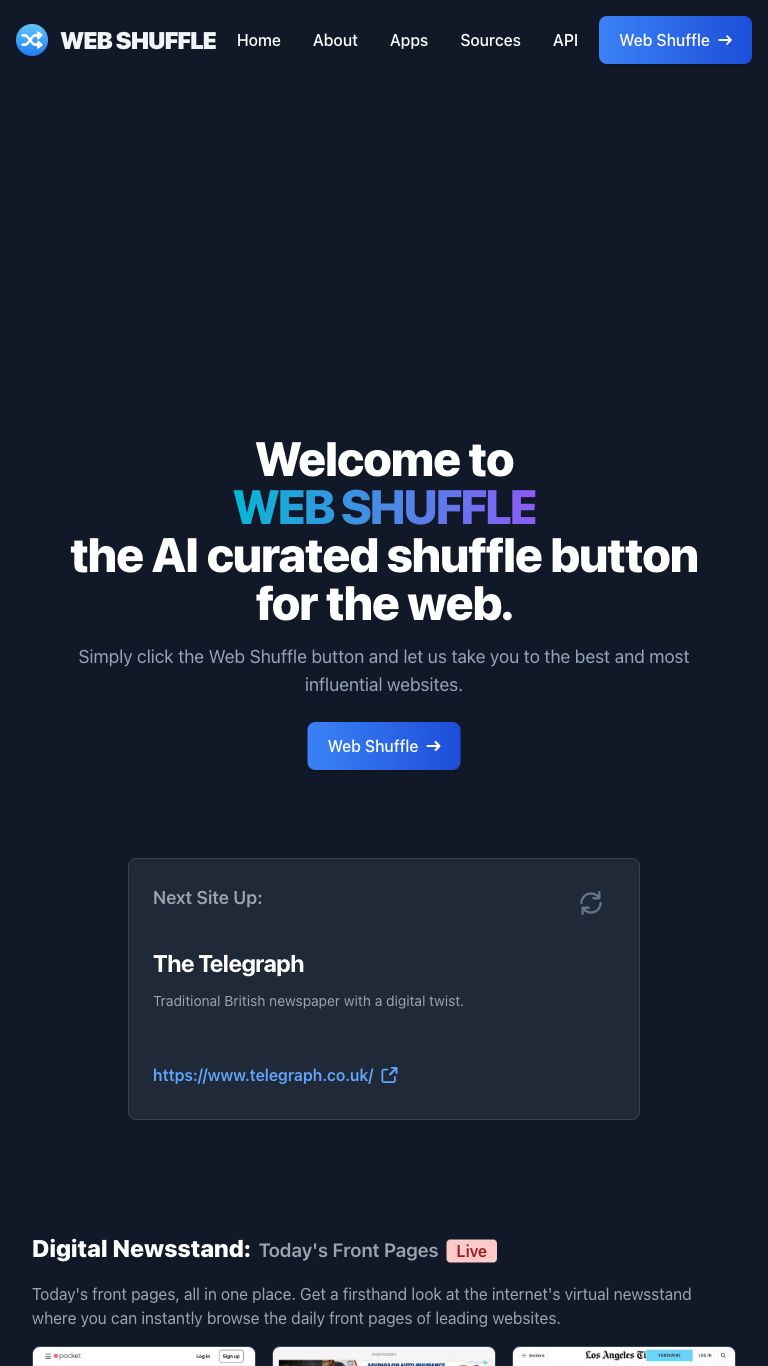 WEB SHUFFLE Home About Apps Sources API Web Shuffle →
Welcome to
WEB SHUFFLE
the AI curated shuffle button
for the web.
Simply click the Web Shuffle button and let us take you to the best and most
influential websites.
Web Shuffle →
Next Site Up:
The Telegraph
Traditional British newspaper with a digital twist.
https://www.telegraph.co.uk/
Digital Newsstand: Today's Front Pages Live
Today's front pages, all in one place. Get a firsthand look at the internet's virtual newsstand
where you can instantly browse the daily front pages of leading websites.
pocket Log in Sign up
ADVERTISEMENT
SAVINGS ON AUTO INSURANCE
Sections Los Angeles Ti SUBSCRIBE LOG IN